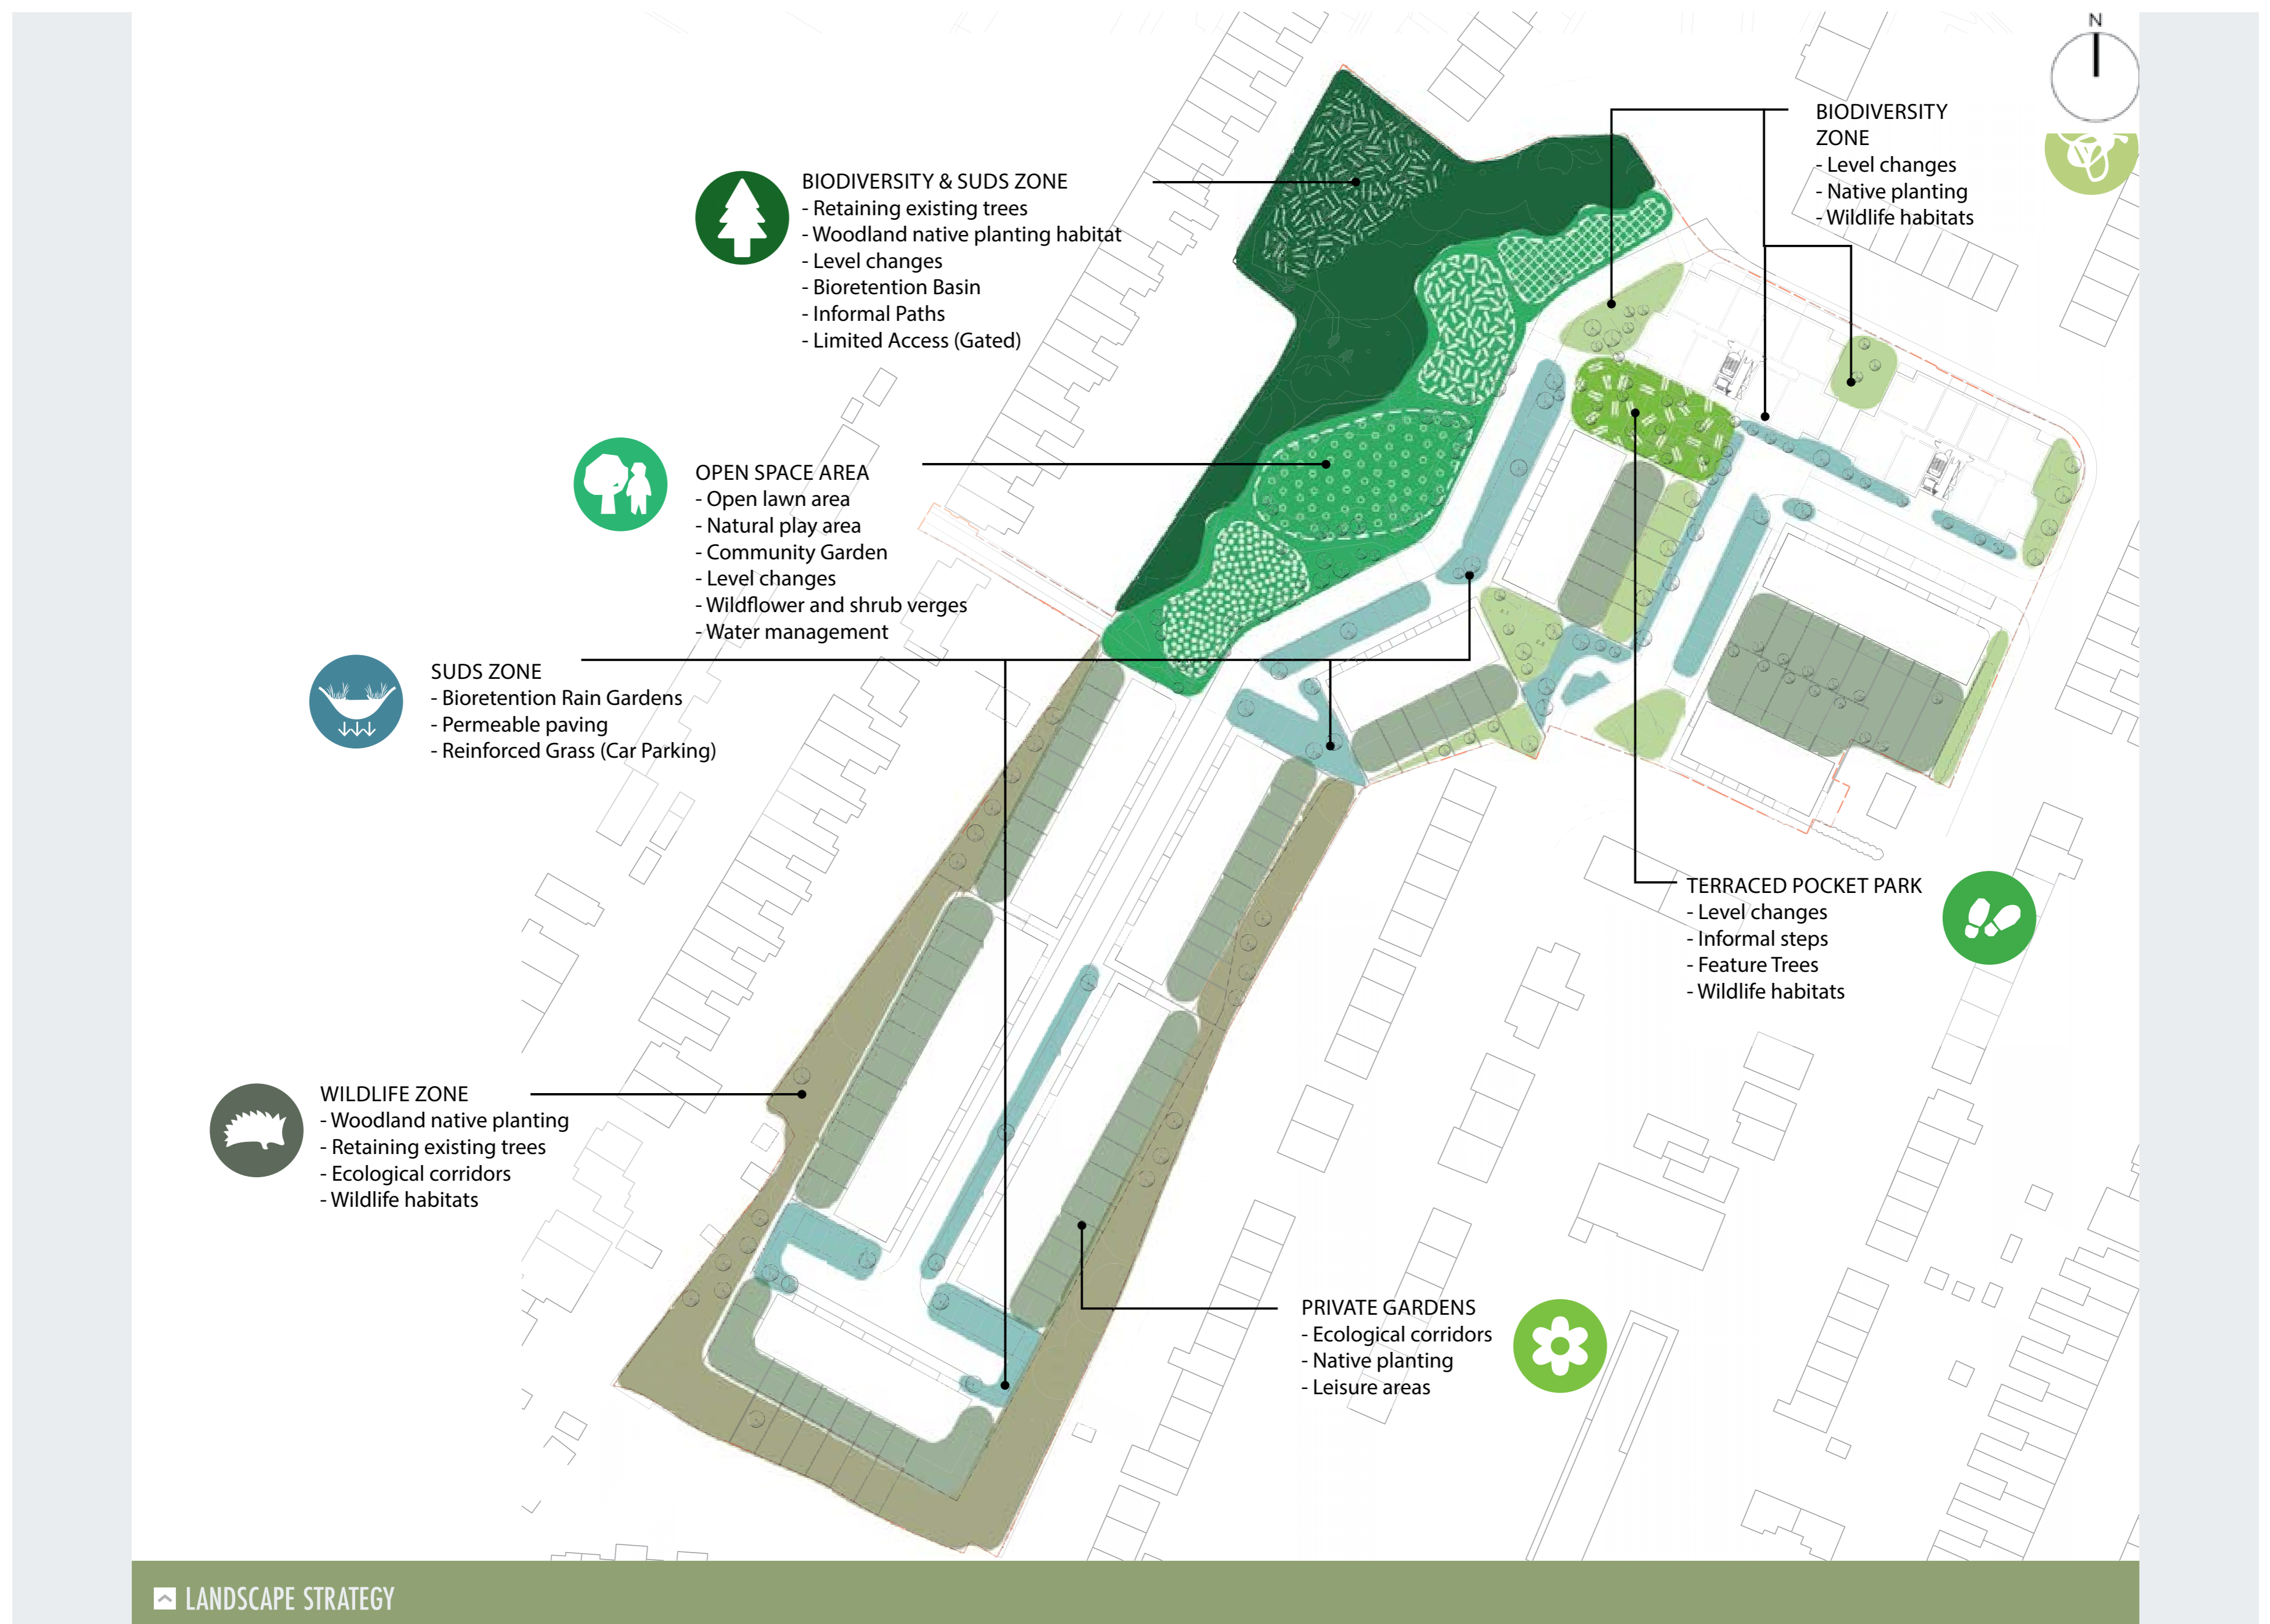 N
BIODIVERSITY
ZONE
- Level changes
- Native planting
- Wildlife habitats
BIODIVERSITY & SUDS ZONE
- Retaining existing trees
- Woodland native planting habitat
- Level changes
- Bioretention Basin
- Informal Paths
- Limited Access (Gated)
OPEN SPACE AREA
- Open lawn area
- Natural play area
- Community Garden
- Level changes
- Wildflower and shrub verges
- Water management
SUDS ZONE
- Bioretention Rain Gardens
- Permeable paving
- Reinforced Grass (Car Parking)
TERRACED POCKET PARK
- Level changes
- Informal steps
- Feature Trees
- Wildlife habitats
WILDLIFE ZONE
- Woodland native planting
- Retaining existing trees
- Ecological corridors
- Wildlife habitats
PRIVATE GARDENS
- Ecological corridors
- Native planting
- Leisure areas
LANDSCAPE STRATEGY